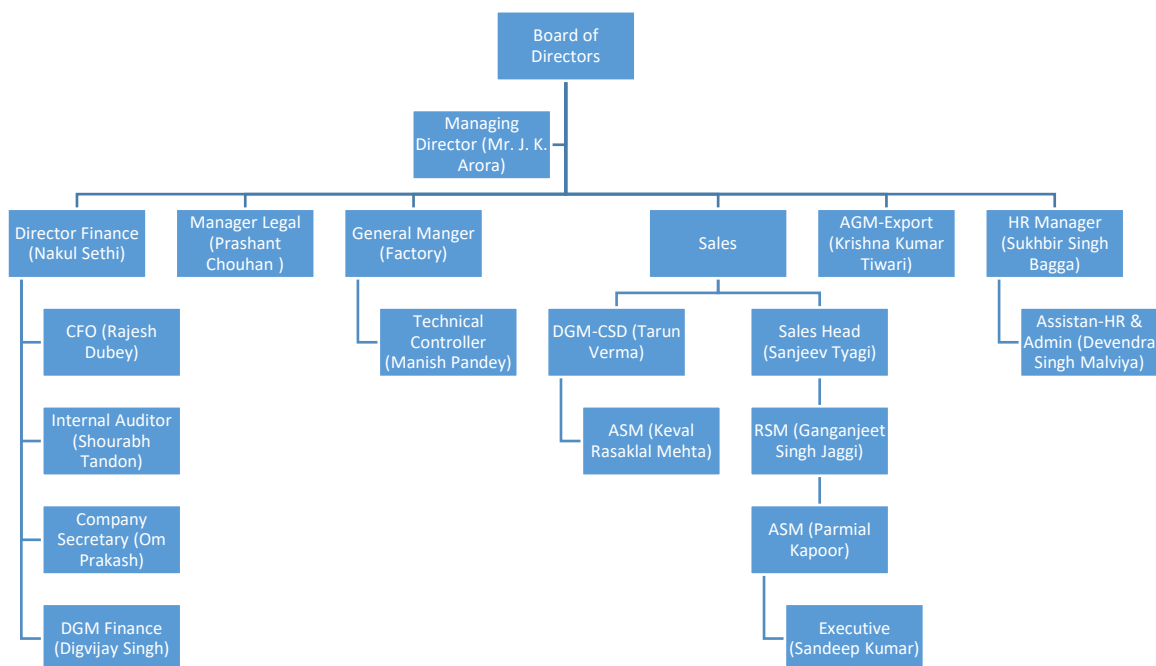 Board of
Directors
Managing
Director (Mr. J. K.
Arora)
Director Finance
(Nakul Sethi)
Manager Legal
(Prashant
Chouhan )
General Manger
(Factory)
Sales
AGM-Export
(Krishna Kumar
Tiwari)
HR Manager
(Sukhbir Singh
Bagga)
CFO (Rajesh
Dubey)
Technical
Controller
(Manish Pandey)
DGM-CSD (Tarun
Verma)
Sales Head
(Sanjeev Tyagi)
Assistan-HR &
Admin (Devendra
Singh Malviya)
Internal Auditor
(Shourabh
Tandon)
ASM (Keval
Rasaklal Mehta)
RSM (Ganganjeet
Singh Jaggi)
Company
Secretary (Om
Prakash)
ASM (Parmial
Kapoor)
DGM Finance
(Digvijay Singh)
Executive
(Sandeep Kumar)